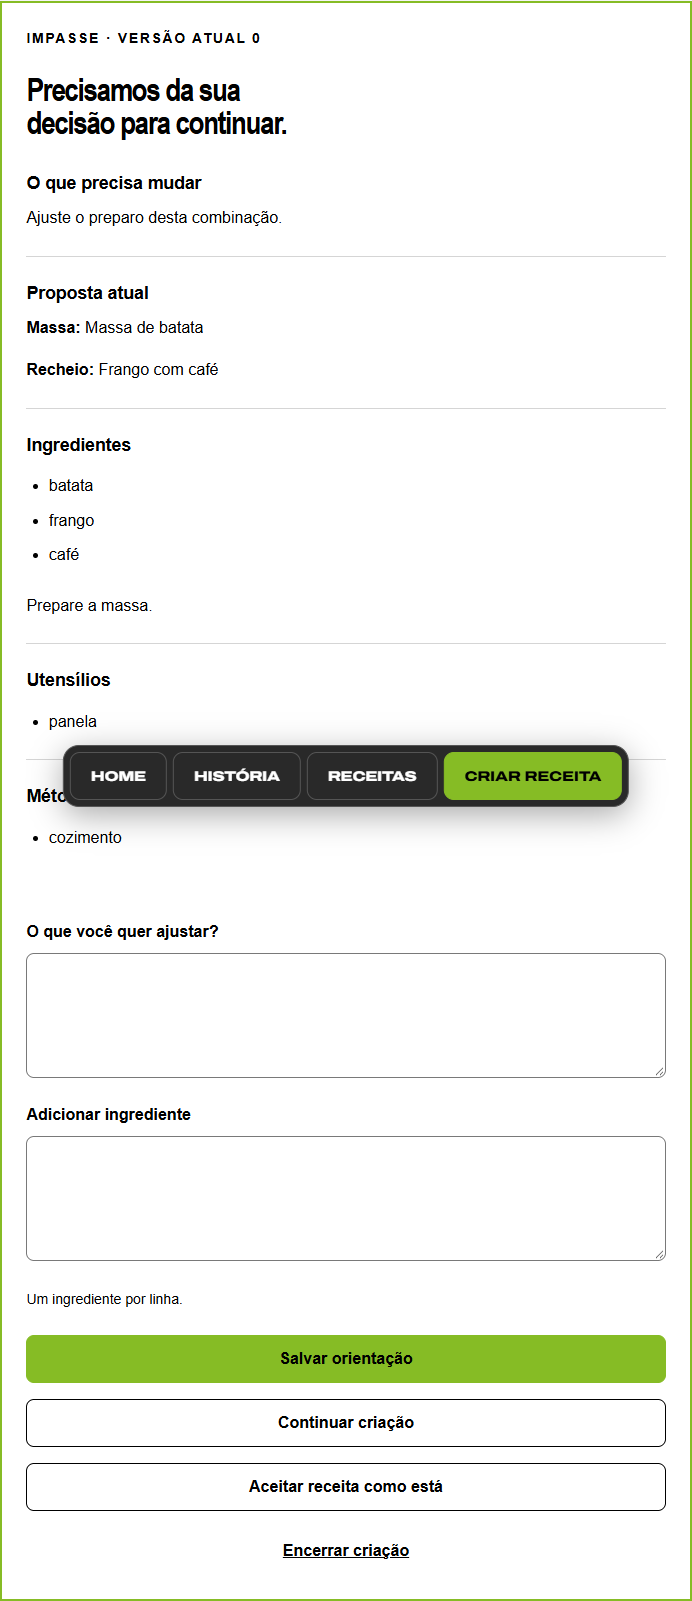 IMPASSE · VERSÃO ATUAL 0
Precisamos da sua
decisão para continuar.
O que precisa mudar
Ajuste o preparo desta combinação.
Proposta atual
Massa: Massa de batata
Recheio: Frango com café
Ingredientes
batata
frango
café
Prepare a massa.
Utensílios
panela
HOME HISTÓRIA RECEITAS CRIAR RECEITA
cozimento
O que você quer ajustar?
Adicionar ingrediente
Um ingrediente por linha.
Salvar orientação
Continuar criação
Aceitar receita como está
Encerrar criação